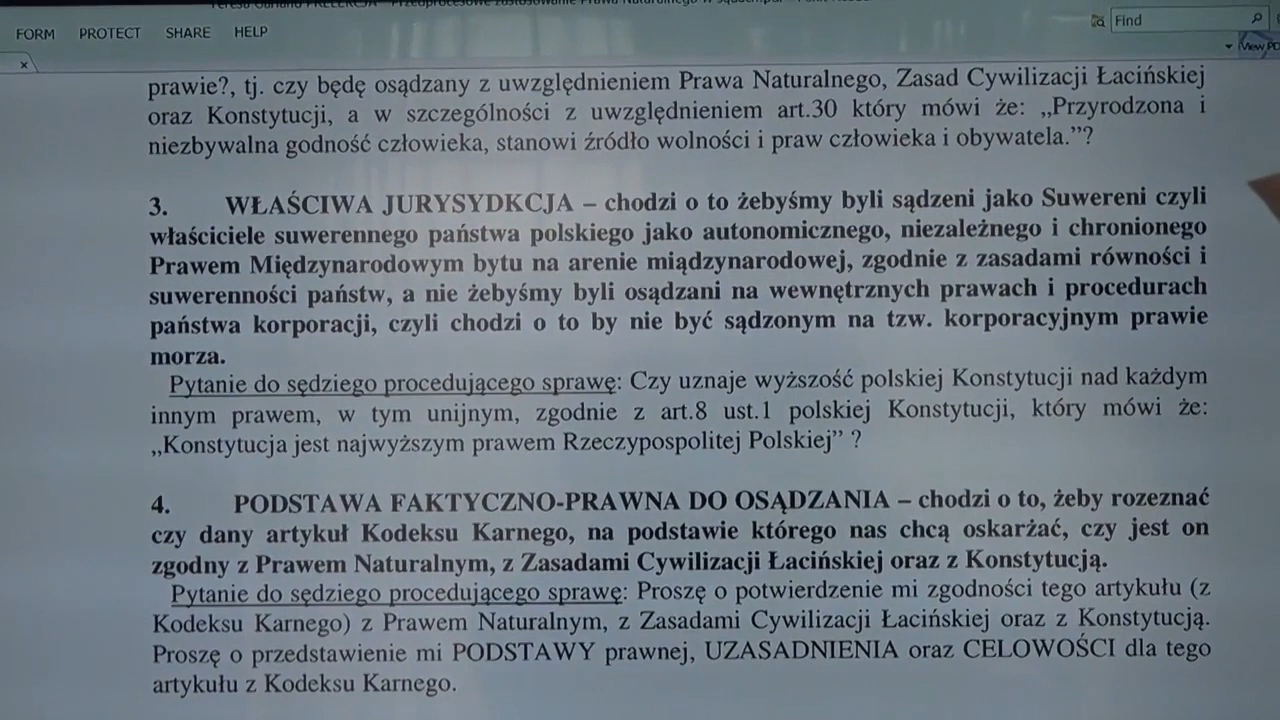 FORM PROTECT SHARE HELP
Find
View PD
x
prawie?, tj. czy będę osądzany z uwzględnieniem Prawa Naturalnego, Zasad Cywilizacji Łacińskiej
oraz Konstytucji, a w szczególności z uwzględnieniem art.30 który mówi że: „Przyrodzona i
niezbywalna godność człowieka, stanowi źródło wolności i praw człowieka i obywatela.”?
3. WŁAŚCIWA JURYSYDKCJA – chodzi o to żebyśmy byli sądzeni jako Suwereni czyli
właściciele suwerennego państwa polskiego jako autonomicznego, niezależnego i chronionego
Prawem Międzynarodowym bytu na arenie miądzynarodowej, zgodnie z zasadami równości i
suwerenności państw, a nie żebyśmy byli osądzani na wewnętrznych prawach i procedurach
państwa korporacji, czyli chodzi o to by nie być sądzonym na tzw. korporacyjnym prawie
morza.
Pytanie do sędziego procedującego sprawę: Czy uznaje wyższość polskiej Konstytucji nad każdym
innym prawem, w tym unijnym, zgodnie z art.8 ust.1 polskiej Konstytucji, który mówi że:
„Konstytucja jest najwyższym prawem Rzeczypospolitej Polskiej” ?
4. PODSTAWA FAKTYCZNO-PRAWNA DO OSĄDZANIA – chodzi o to, żeby rozeznać
czy dany artykuł Kodeksu Karnego, na podstawie którego nas chcą oskarżać, czy jest on
zgodny z Prawem Naturalnym, z Zasadami Cywilizacji Łacińskiej oraz z Konstytucją.
Pytanie do sędziego procedującego sprawę: Proszę o potwierdzenie mi zgodności tego artykułu (z
Kodeksu Karnego) z Prawem Naturalnym, z Zasadami Cywilizacji Łacińskiej oraz z Konstytucją.
Proszę o przedstawienie mi PODSTAWY prawnej, UZASADNIENIA oraz CELOWOŚCI dla tego
artykułu z Kodeksu Karnego.